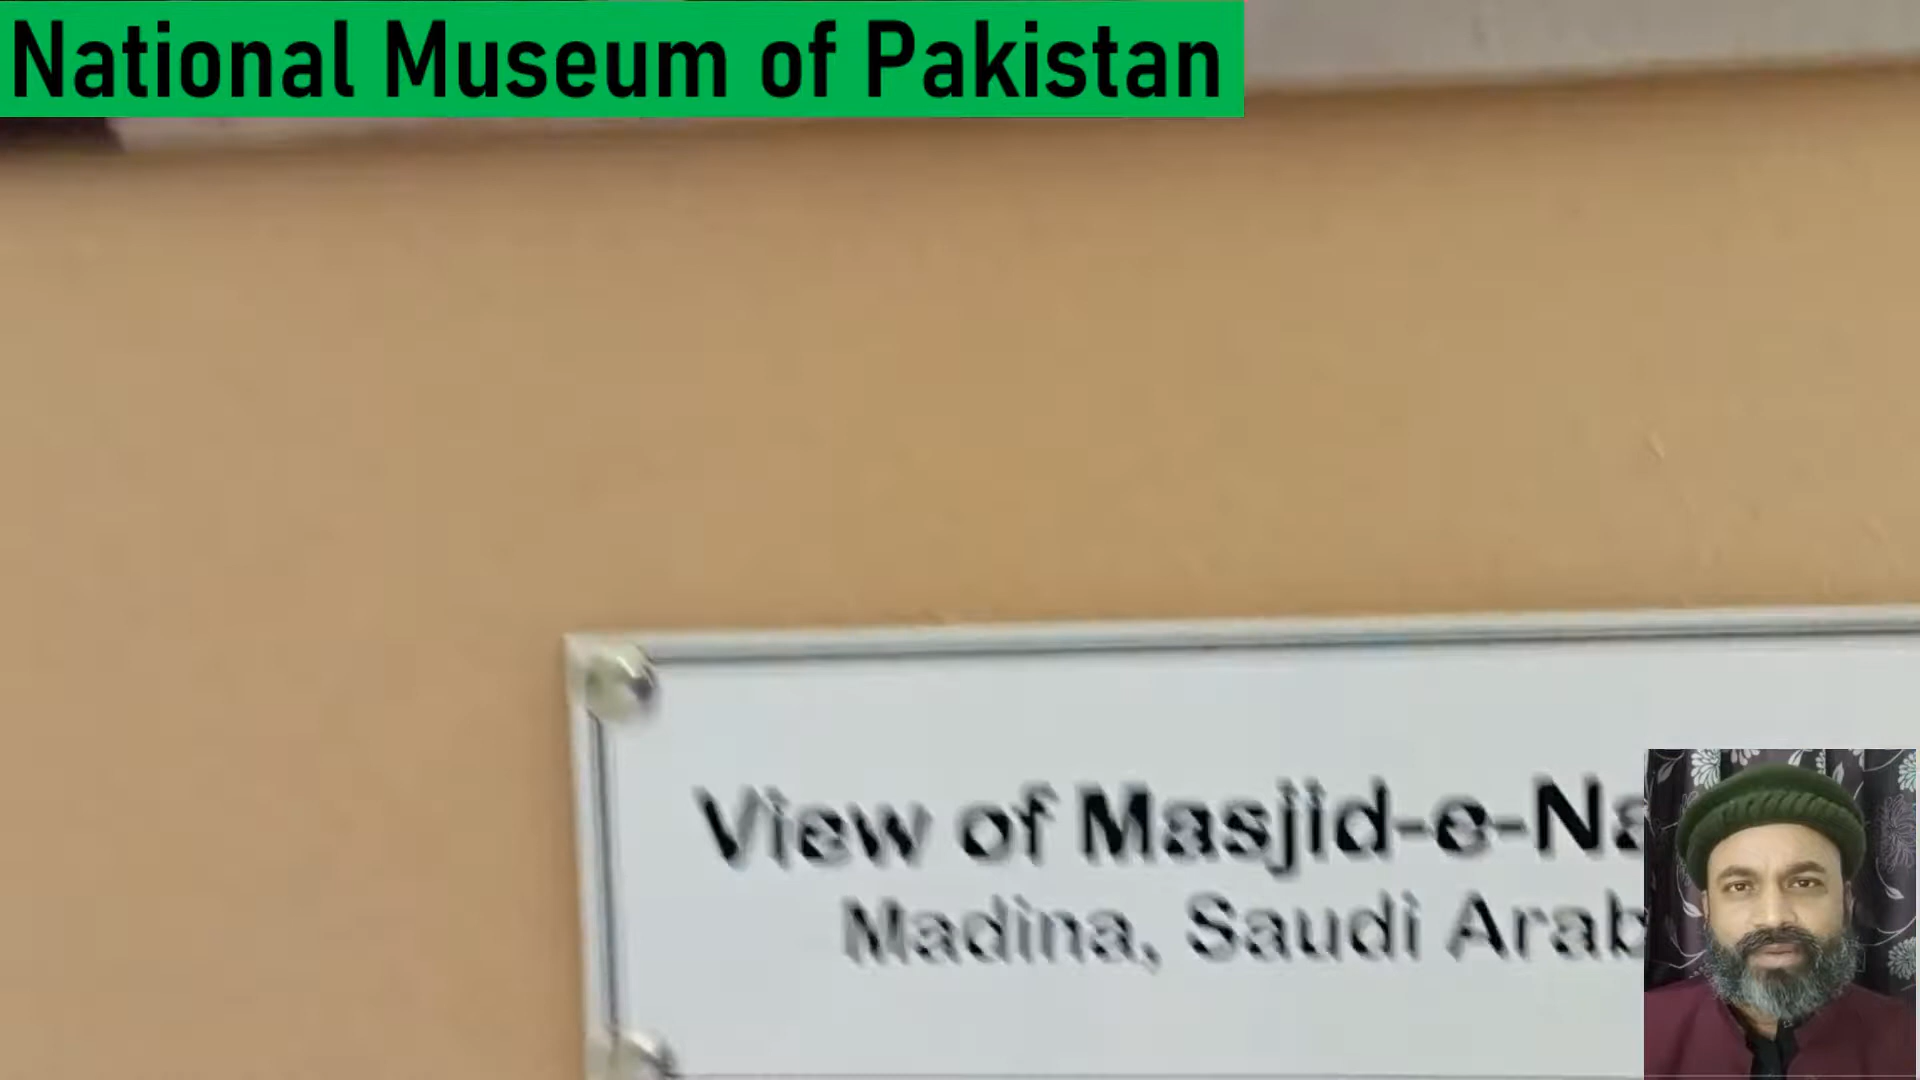 National Museum of Pakistan
View of Masjid-e-Na
Madina, Saudi Arab